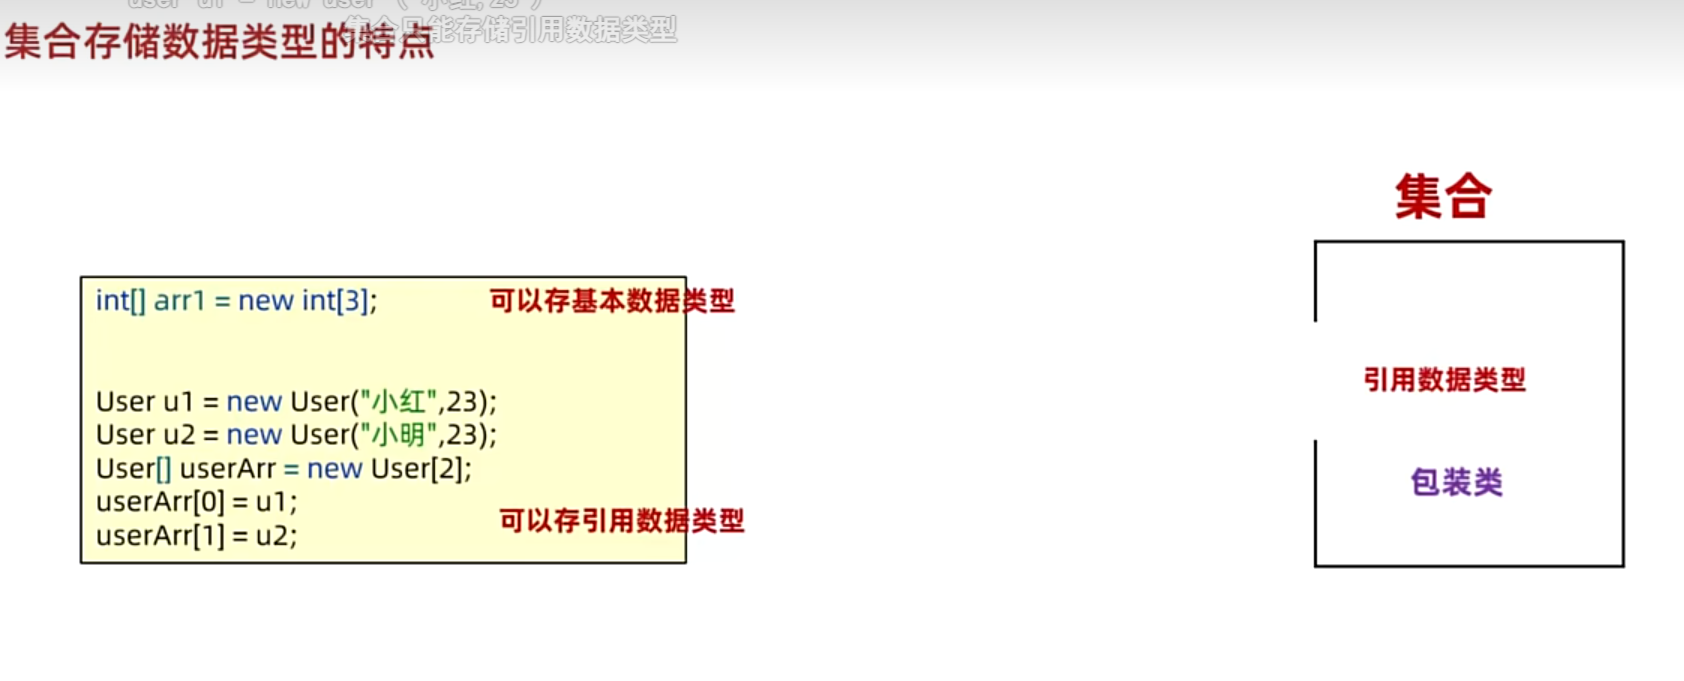 集合只能存储引用数据类型
集合存储数据类型的特点
集合
int[] arr1 = new int[3];
可以存基本数据类型
User u1 = new User("小红",23);
User u2 = new User("小明",23);
User[] userArr = new User[2];
userArr[0] = u1;
userArr[1] = u2;
可以存引用数据类型
引用数据类型
包装类